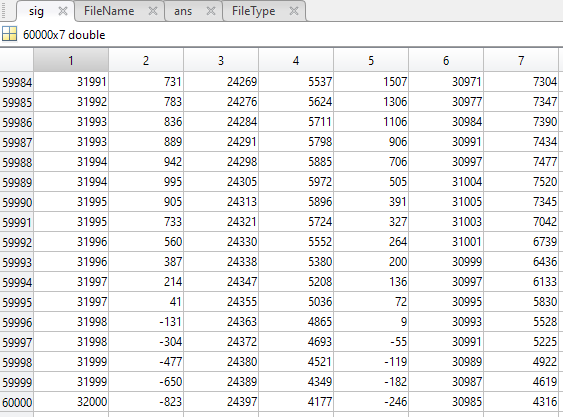 sig FileName ans FileType
60000x7 double
1 2 3 4 5 6 7
59984 31991 731 24269 5537 1507 30971 7304
59985 31992 783 24276 5624 1306 30977 7347
59986 31993 836 24284 5711 1106 30984 7390
59987 31993 889 24291 5798 906 30991 7434
59988 31994 942 24298 5885 706 30997 7477
59989 31994 995 24305 5972 505 31004 7520
59990 31995 905 24313 5896 391 31005 7345
59991 31995 733 24321 5724 327 31003 7042
59992 31996 560 24330 5552 264 31001 6739
59993 31996 387 24338 5380 200 30999 6436
59994 31997 214 24347 5208 136 30997 6133
59995 31997 41 24355 5036 72 30995 5830
59996 31998 -131 24363 4865 9 30993 5528
59997 31998 -304 24372 4693 -55 30991 5225
59998 31999 -477 24380 4521 -119 30989 4922
59999 31999 -650 24389 4349 -182 30987 4619
60000 32000 -823 24397 4177 -246 30985 4316